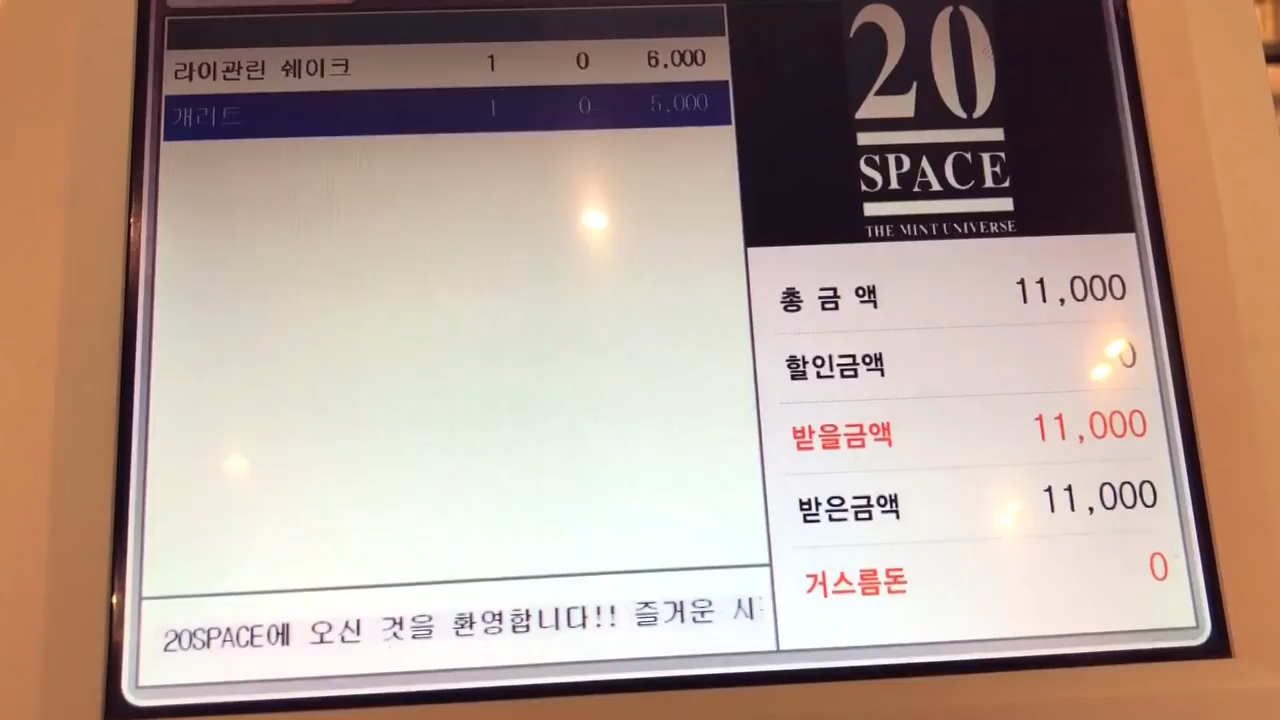 라이관린 쉐이크 1 0 6,000
캐러트 1 0 5,000
20
SPACE
THE MINT UNIVERSE
총 금 액 11,000
할인금액 0
받을금액 11,000
받은금액 11,000
거스름돈 0
20SPACE에 오신 것을 환영합니다!! 즐거운 시